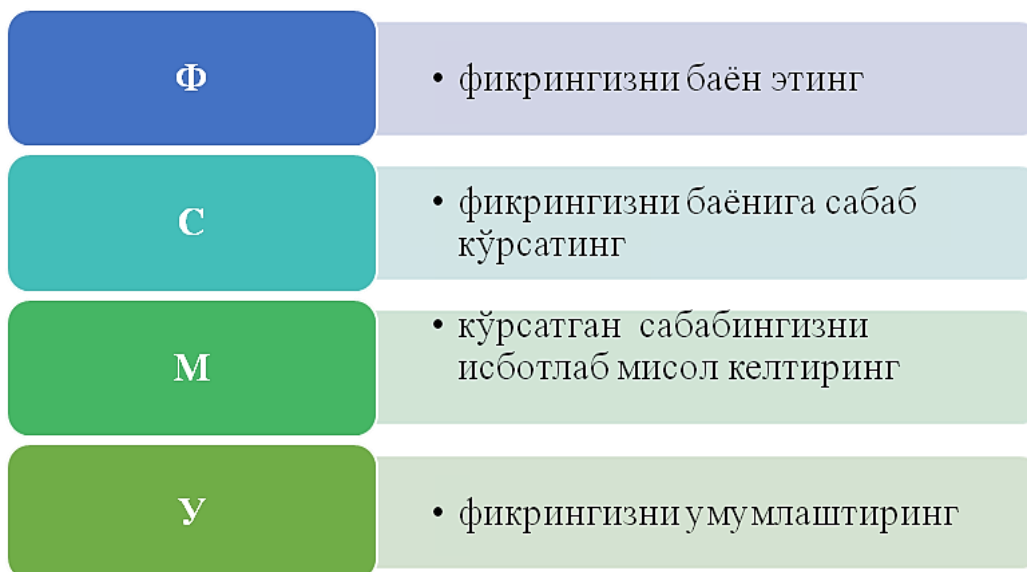 Ф
• фикрингизни баён этинг
С
• фикрингизни баёнига сабаб
кўрсатинг
М
• кўрсатган сабабингизни
исботлаб мисол келтиринг
У
• фикрингизни умумлаштиринг